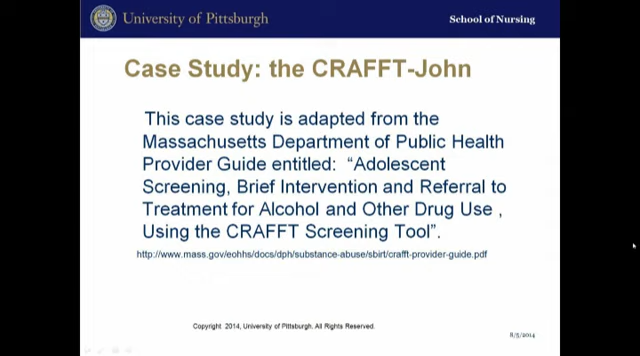 University of Pittsburgh
School of Nursing
Case Study: the CRAFFT-John
This case study is adapted from the
Massachusetts Department of Public Health
Provider Guide entitled: “Adolescent
Screening, Brief Intervention and Referral to
Treatment for Alcohol and Other Drug Use ,
Using the CRAFFT Screening Tool”.
http://www.mass.gov/eohhs/docs/dph/substance-abuse/sbirt/crafft-provider-guide.pdf
Copyright 2014, University of Pittsburgh. All Rights Reserved.
8/5/2014